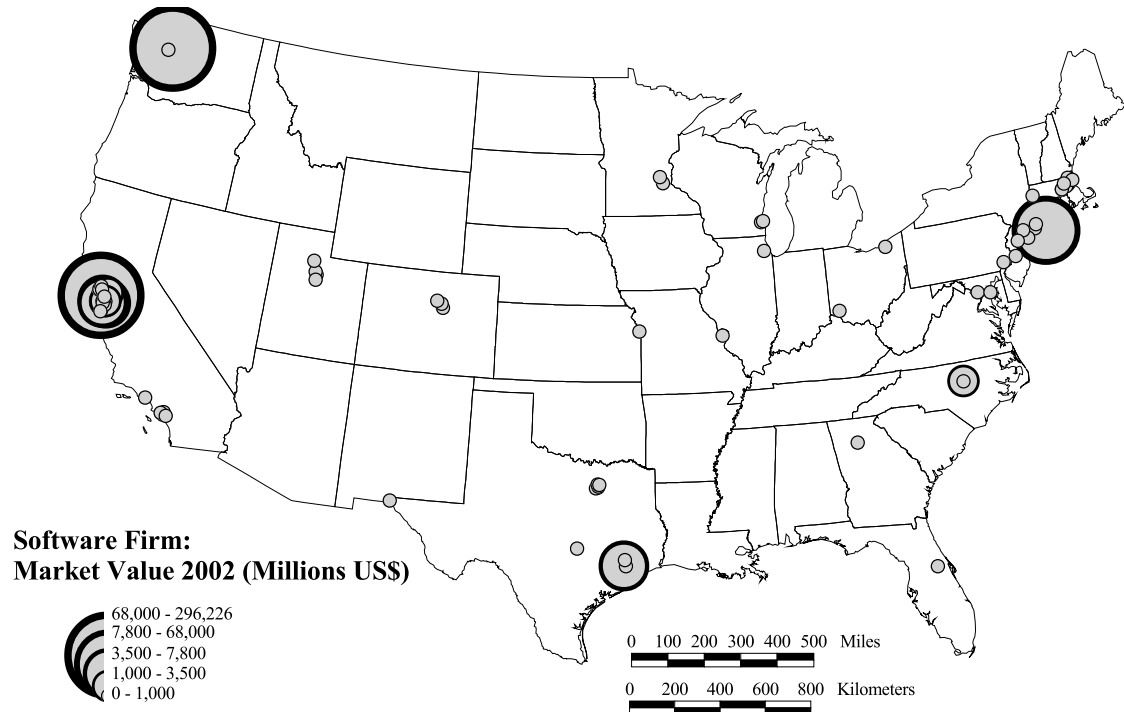 Software Firm:
Market Value 2002 (Millions US$)
68,000 - 296,226
7,800 - 68,000
3,500 - 7,800
1,000 - 3,500
0 - 1,000
0 100 200 300 400 500 Miles
0 200 400 600 800 Kilometers